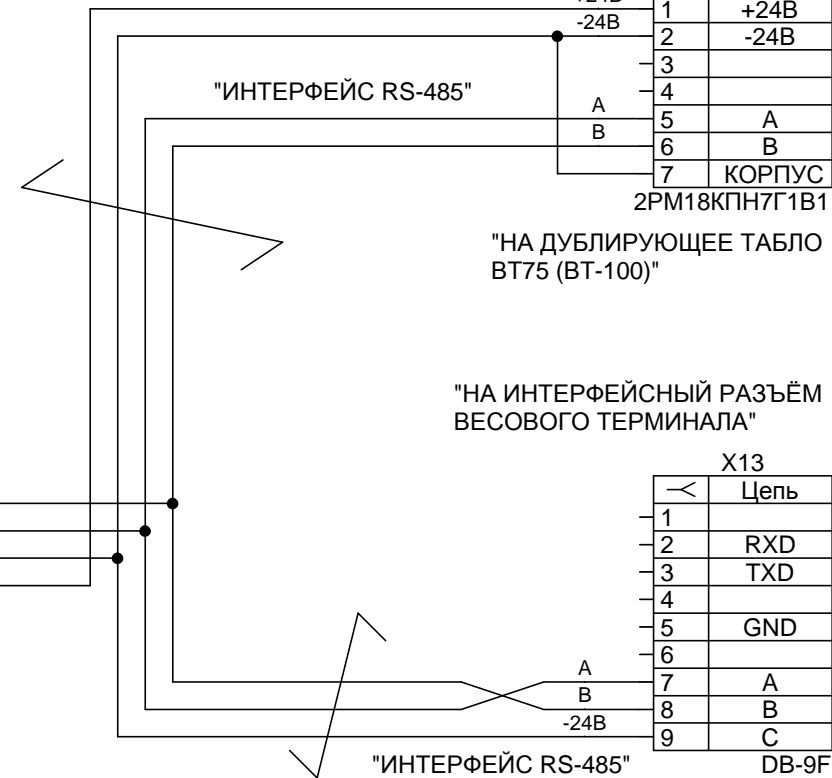 -24В
1 +24В
2 -24В
3
4
А
5 А
В
6 В
7 КОРПУС
"ИНТЕРФЕЙС RS-485"
2РМ18КПН7Г1В1
"НА ДУБЛИРУЮЩЕЕ ТАБЛО
ВТ75 (ВТ-100)"
"НА ИНТЕРФЕЙСНЫЙ РАЗЪЁМ
ВЕСОВОГО ТЕРМИНАЛА"
X13
Цепь
1
2 RXD
3 TXD
4
5 GND
6
А
7 А
В
8 В
-24В
9 С
"ИНТЕРФЕЙС RS-485"
DB-9F